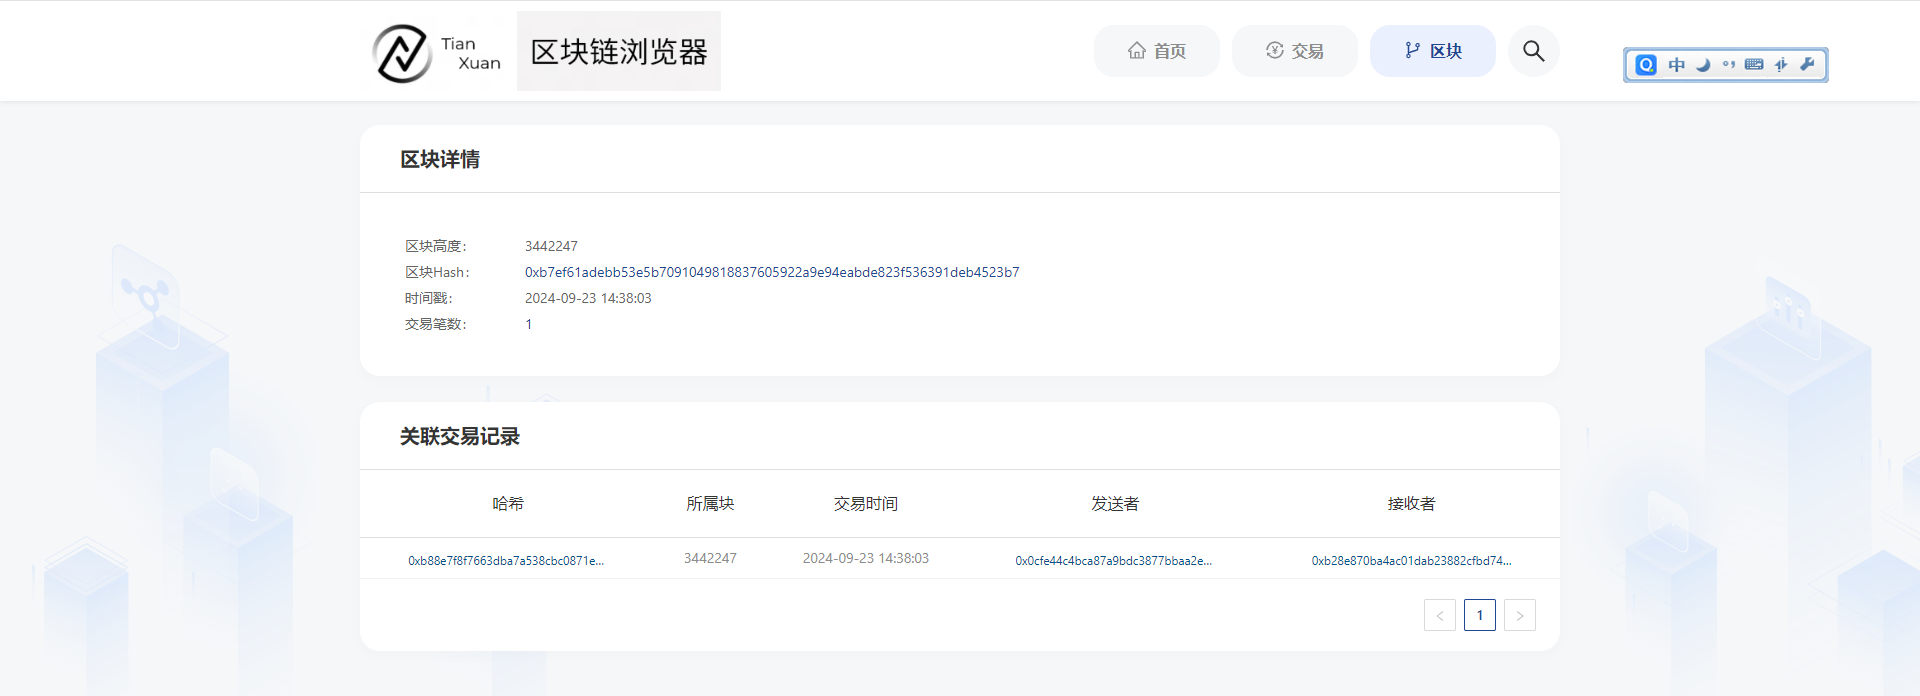 Tian
Xuan
区块链浏览器
首页
交易
区块
中
区块详情
区块高度： 3442247
区块Hash： 0xb7ef61adebb53e5b7091049818837605922a9e94eabde823f536391deb4523b7
时间戳： 2024-09-23 14:38:03
交易笔数： 1
关联交易记录
哈希 所属块 交易时间 发送者 接收者
0xb88e7f8f7663dba7a538cbc0871e... 3442247 2024-09-23 14:38:03 0x0cfe44c4bca87a9bdc3877bbaa2e... 0xb28e870ba4ac01dab23882cfbd74...
< 1 >